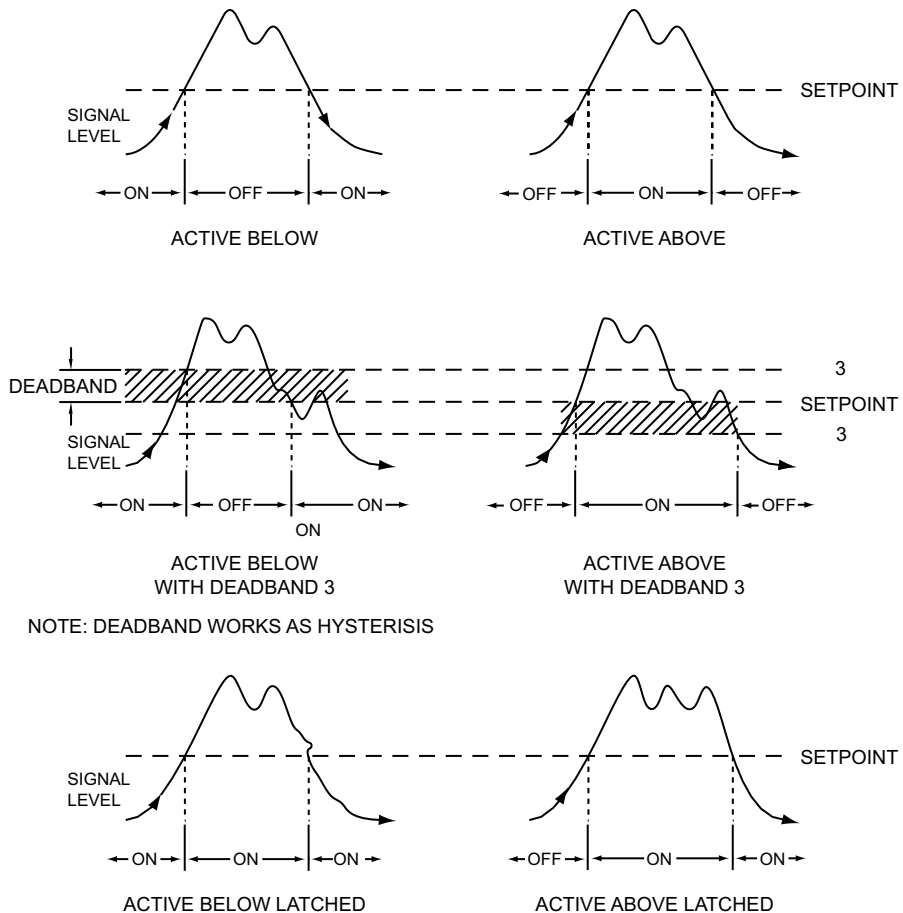 SETPOINT
SIGNAL
LEVEL
ON OFF ON
OFF ON OFF
ACTIVE BELOW
ACTIVE ABOVE
3
DEADBAND
SETPOINT
SIGNAL
LEVEL
3
ON OFF ON
ON
OFF ON OFF
ACTIVE BELOW
WITH DEADBAND 3
ACTIVE ABOVE
WITH DEADBAND 3
NOTE: DEADBAND WORKS AS HYSTERISIS
SETPOINT
SIGNAL
LEVEL
ON ON ON
OFF ON ON
ACTIVE BELOW LATCHED
ACTIVE ABOVE LATCHED